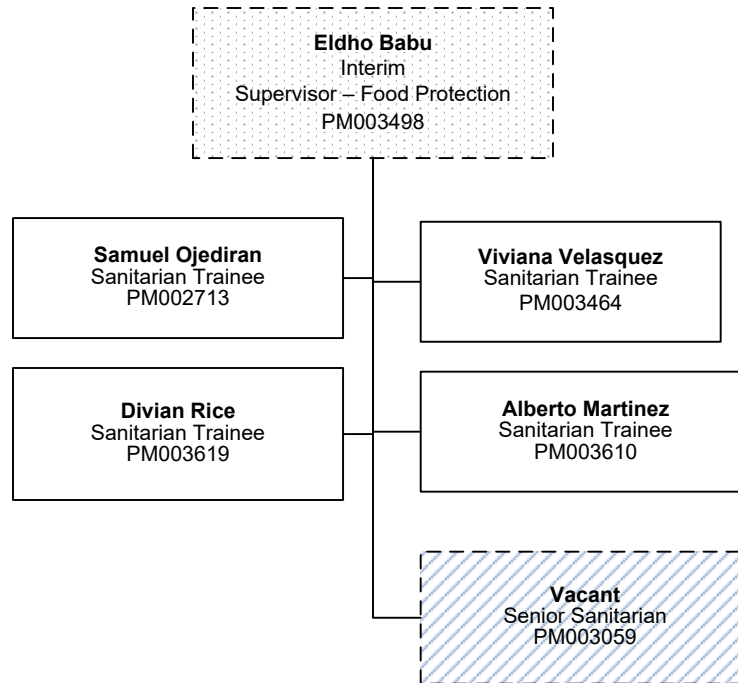 Eldho Babu
Interim
Supervisor – Food Protection
PM003498
Samuel Ojediran
Sanitarian Trainee
PM002713
Viviana Velasquez
Sanitarian Trainee
PM003464
Divian Rice
Sanitarian Trainee
PM003619
Alberto Martinez
Sanitarian Trainee
PM003610
Vacant
Senior Sanitarian
PM003059